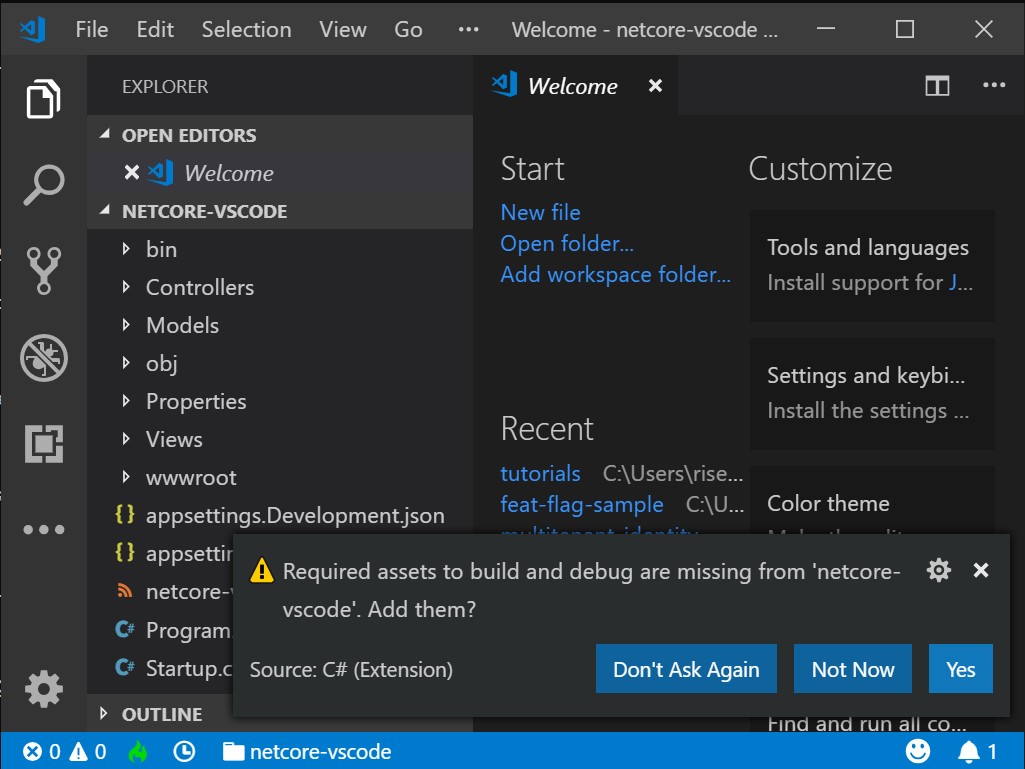 File Edit Selection View Go ··· Welcome - netcore-vscode ...
EXPLORER
OPEN EDITORS
Welcome
NETCORE-VSCODE
bin
Controllers
Models
obj
Properties
Views
wwwroot
{} appsettings.Development.json
{} appsettin
netcore-v
C# Program.
C# Startup.c
OUTLINE
Welcome
Start
New file
Open folder...
Add workspace folder...
Recent
tutorials C:\Users\rise...
feat-flag-sample C:\U...
multitenant-identity
Customize
Tools and languages
Install support for J...
Settings and keybi...
Install the settings ...
Color theme
Find and run all co...
Required assets to build and debug are missing from 'netcore-
vscode'. Add them?
Source: C# (Extension)
Don't Ask Again Not Now Yes
0 0 netcore-vscode 1